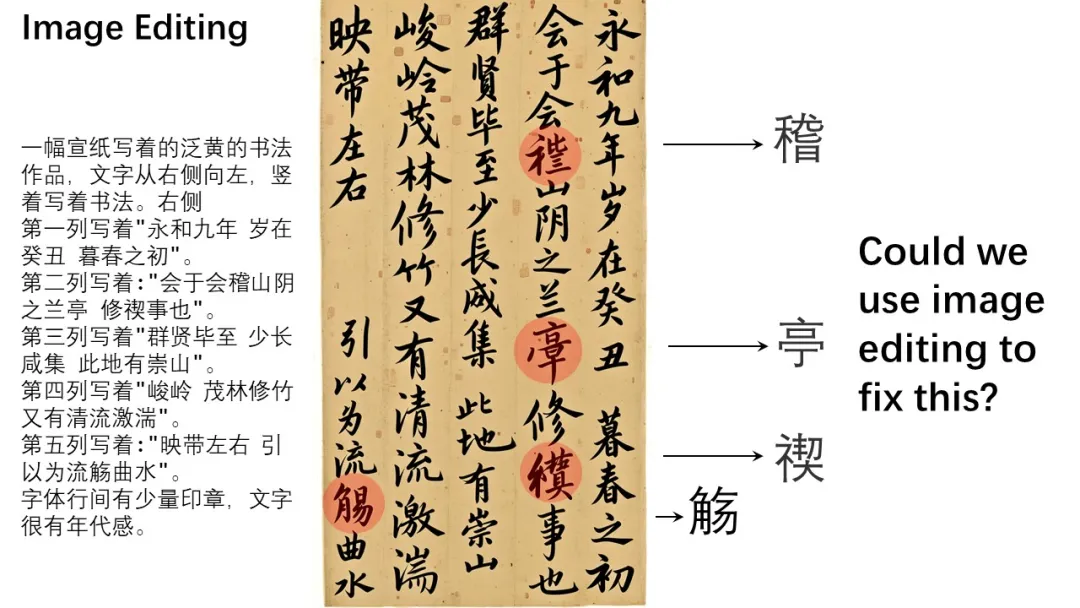 Image Editing
一幅宣纸写着的泛黄的书法
作品，文字从右侧向左，竖
着写着书法。右侧
第一列写着"永和九年 岁在
癸丑 暮春之初"。
第二列写着:"会于会稽山阴
之兰亭 修禊事也"。
第三列写着"群贤毕至 少长
咸集 此地有崇山"。
第四列写着"峻岭 茂林修竹
又有清流激湍"。
第五列写着:"映带左右 引
以为流觞曲水"。
字体行间有少量印章，文字
很有年代感。
永和九年岁在癸丑 暮春之初
会于会山阴之兰 修事也
群贤毕至少長咸集 此地有崇山
峻岭茂林修竹又有清流激湍
映带左右 引以为流曲水
稽
亭
禊
觞
Could we
use image
editing to
fix this?